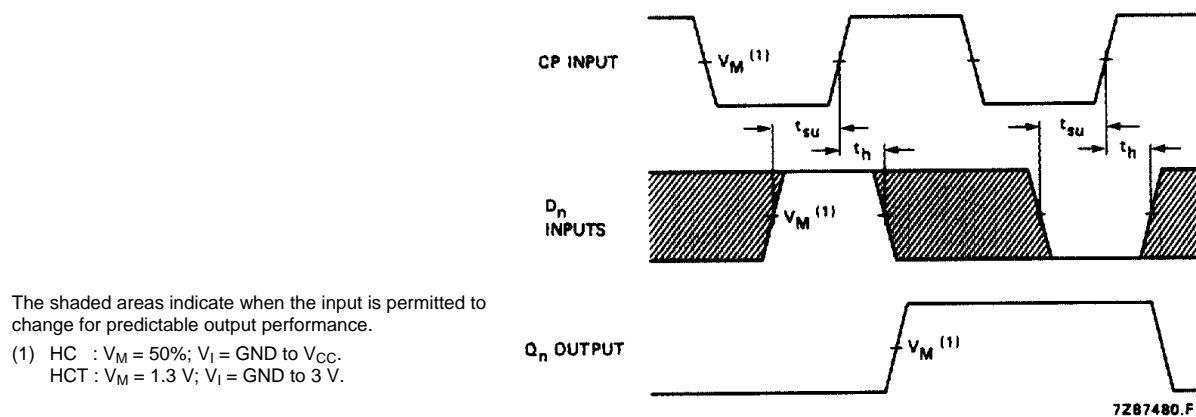 CP INPUT
V_M (1)
t_su
t_su
t_h
t_h
D_n
INPUTS
V_M (1)
The shaded areas indicate when the input is permitted to
change for predictable output performance.
(1) HC : V_M = 50%; V_I = GND to V_CC.
HCT : V_M = 1.3 V; V_I = GND to 3 V.
Q_n OUTPUT
V_M (1)
7Z87480.F